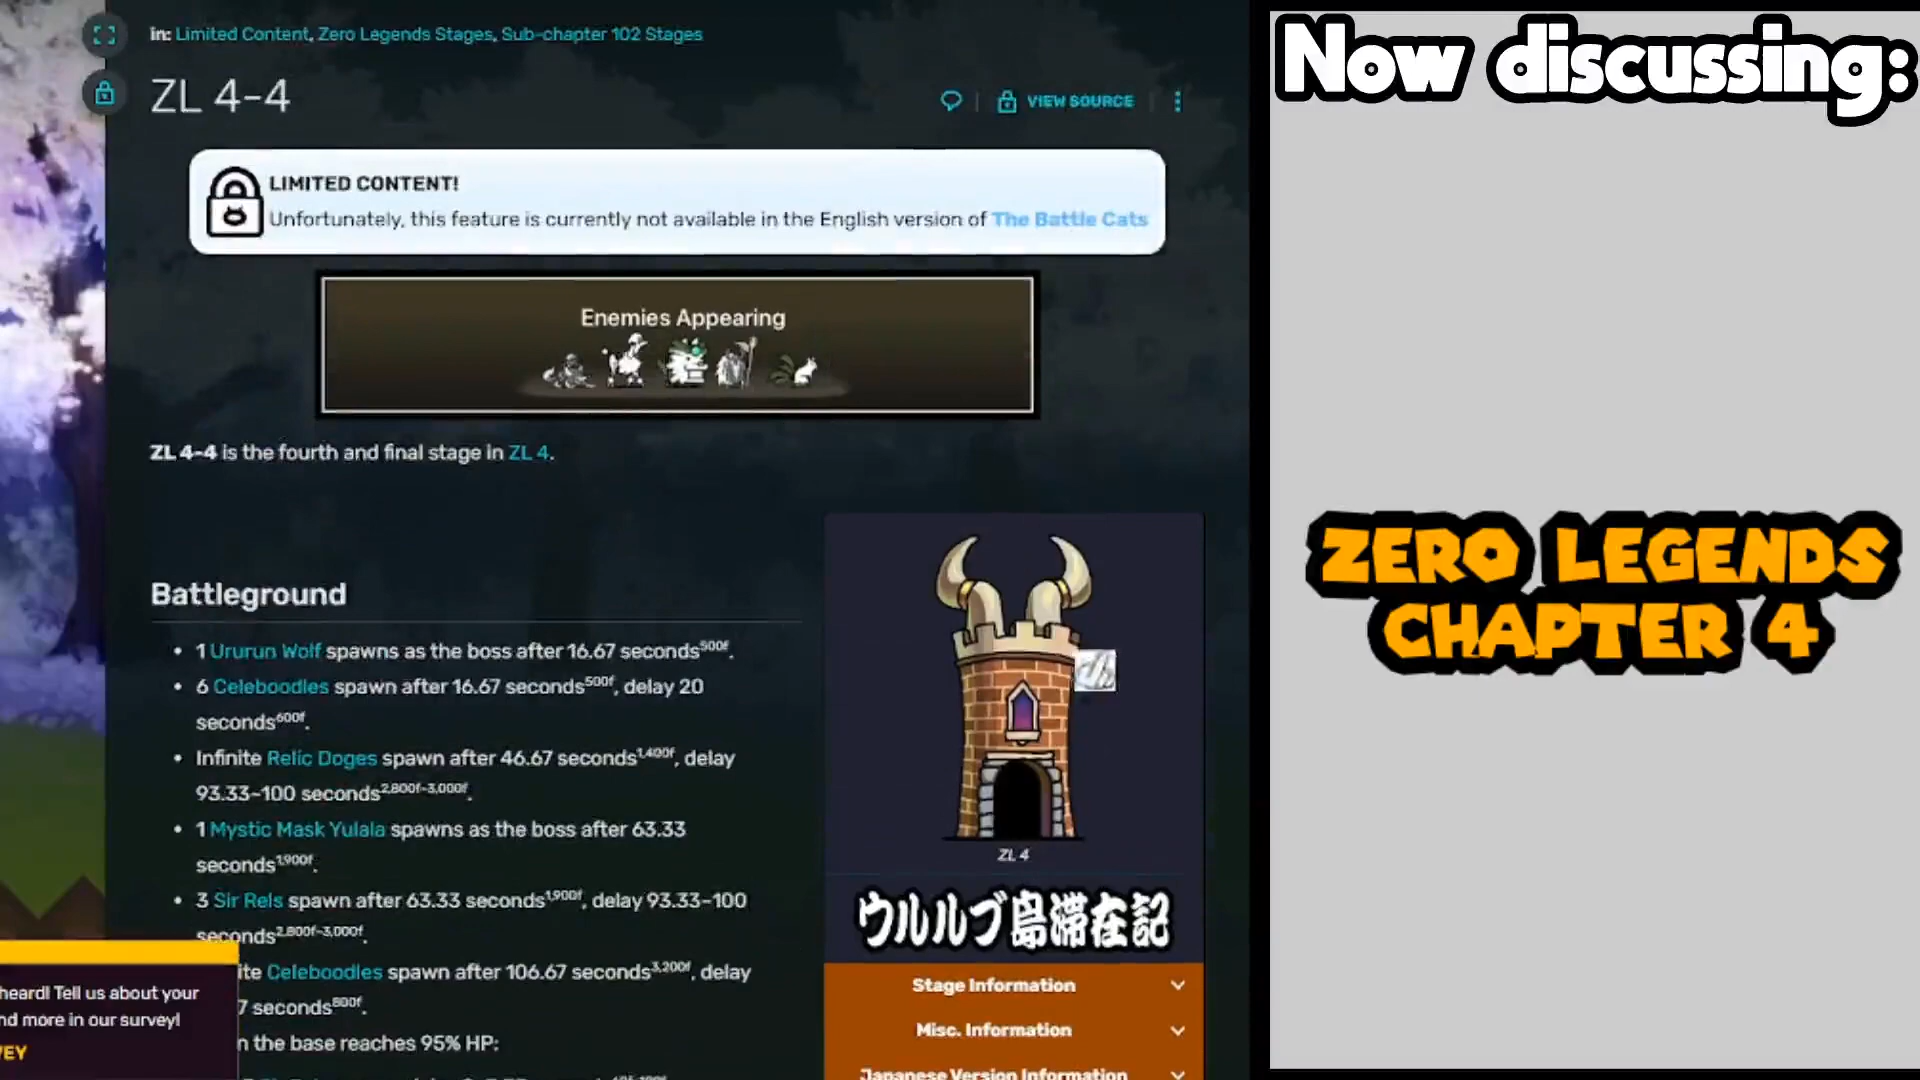 in: Limited Content, Zero Legends Stages, Sub-chapter 102 Stages
ZL 4-4
VIEW SOURCE
LIMITED CONTENT!
Unfortunately, this feature is currently not available in the English version of The Battle Cats
Enemies Appearing
ZL 4-4 is the fourth and final stage in ZL 4.
Battleground
• 1 Ururun Wolf spawns as the boss after 16.67 seconds500f.
• 6 Celeboodles spawn after 16.67 seconds500f, delay 20
seconds600f.
• Infinite Relic Doges spawn after 46.67 seconds1,400f, delay
93.33~100 seconds2,800f~3,000f.
• 1 Mystic Mask Yulala spawns as the boss after 63.33
seconds1,900f.
• 3 Sir Rels spawn after 63.33 seconds1,900f, delay 93.33~100
seconds2,800f~3,000f.
ite Celeboodles spawn after 106.67 seconds3,200f, delay
7 seconds800f.
n the base reaches 95% HP:
heard! Tell us about your
nd more in our survey!
VEY
ZL 4
ウルルブ島滞在記
Stage Information
Misc. Information
Japanese Version Information
Now discussing:
ZERO LEGENDS
CHAPTER 4